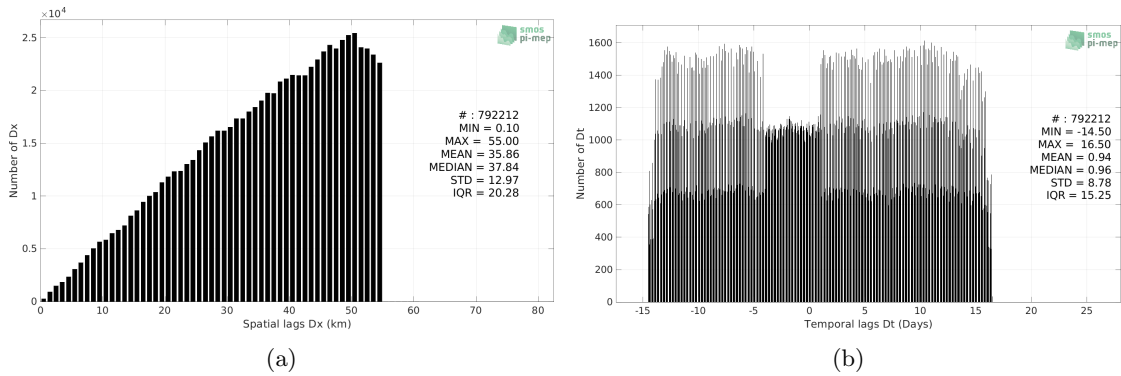 ×10⁴
2.5
2
1.5
1
0.5
0
0 10 20 30 40 50 60 70 80
Number of Dx
Spatial lags Dx (km)
smos
pi-mep
# : 792212
MIN = 0.10
MAX = 55.00
MEAN = 35.86
MEDIAN = 37.84
STD = 12.97
IQR = 20.28
(a)
1600
1400
1200
1000
800
600
400
200
0
-15 -10 -5 0 5 10 15 20 25
Number of Dt
Temporal lags Dt (Days)
smos
pi-mep
# : 792212
MIN = -14.50
MAX = 16.50
MEAN = 0.94
MEDIAN = 0.96
STD = 8.78
IQR = 15.25
(b)